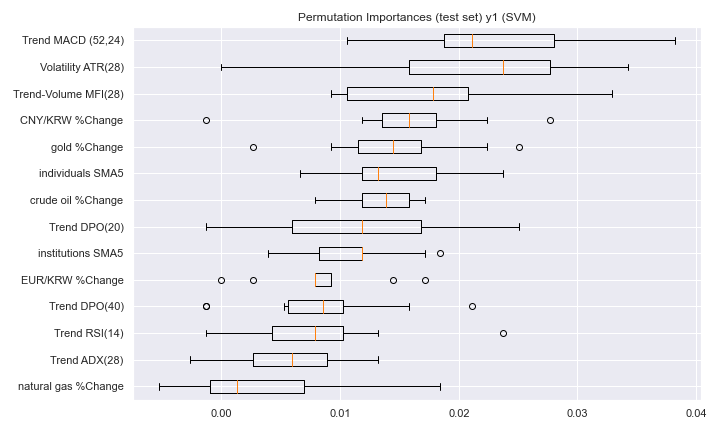 Permutation Importances (test set) y1 (SVM)
Trend MACD (52,24)
Volatility ATR(28)
Trend-Volume MFI(28)
CNY/KRW %Change
gold %Change
individuals SMA5
crude oil %Change
Trend DPO(20)
institutions SMA5
EUR/KRW %Change
Trend DPO(40)
Trend RSI(14)
Trend ADX(28)
natural gas %Change
0.00 0.01 0.02 0.03 0.04